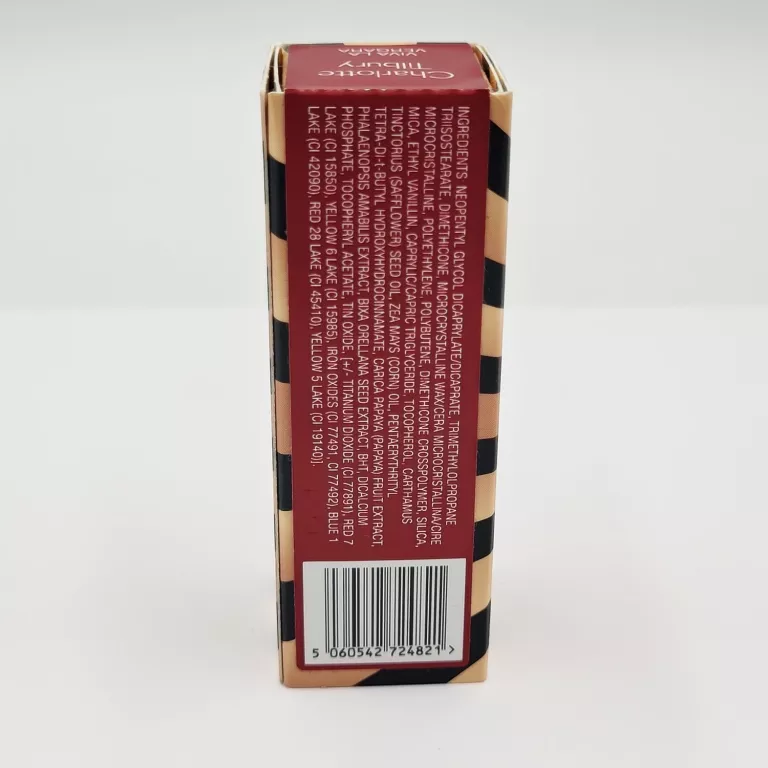 Charlotte
Tilbury
VIVA LA
VERGARA
INGREDIENTS: NEOPENTYL GLYCOL DICAPRYLATE/DICAPRATE, TRIMETHYLOLPROPANE
TRIISOSTEARATE, DIMETHICONE, MICROCRYSTALLINE WAX/CERA MICROCRISTALLINA/CIRE
MICROCRISTALLINE, POLYETHYLENE, POLYBUTENE, DIMETHICONE CROSSPOLYMER, SILICA,
MICA, ETHYL VANILLIN, CAPRYLIC/CAPRIC TRIGLYCERIDE, TOCOPHEROL, CARTHAMUS
TINCTORIUS (SAFFLOWER) SEED OIL, ZEA MAYS (CORN) OIL, PENTAERYTHRITYL
TETRA-DI-t-BUTYL HYDROXYHYDROCINNAMATE, CARICA PAPAYA (PAPAYA) FRUIT EXTRACT,
PHALAENOPSIS AMABILIS EXTRACT, BIXA ORELLANA SEED EXTRACT, BHT, DICALCIUM
PHOSPHATE, TOCOPHERYL ACETATE, TIN OXIDE, [+/- TITANIUM DIOXIDE (CI 77891), RED 7
LAKE (CI 15850), YELLOW 6 LAKE (CI 15985), IRON OXIDES (CI 77491, CI 77492), BLUE 1
LAKE (CI 42090), RED 28 LAKE (CI 45410), YELLOW 5 LAKE (CI 19140)].
5 060542 724821 >